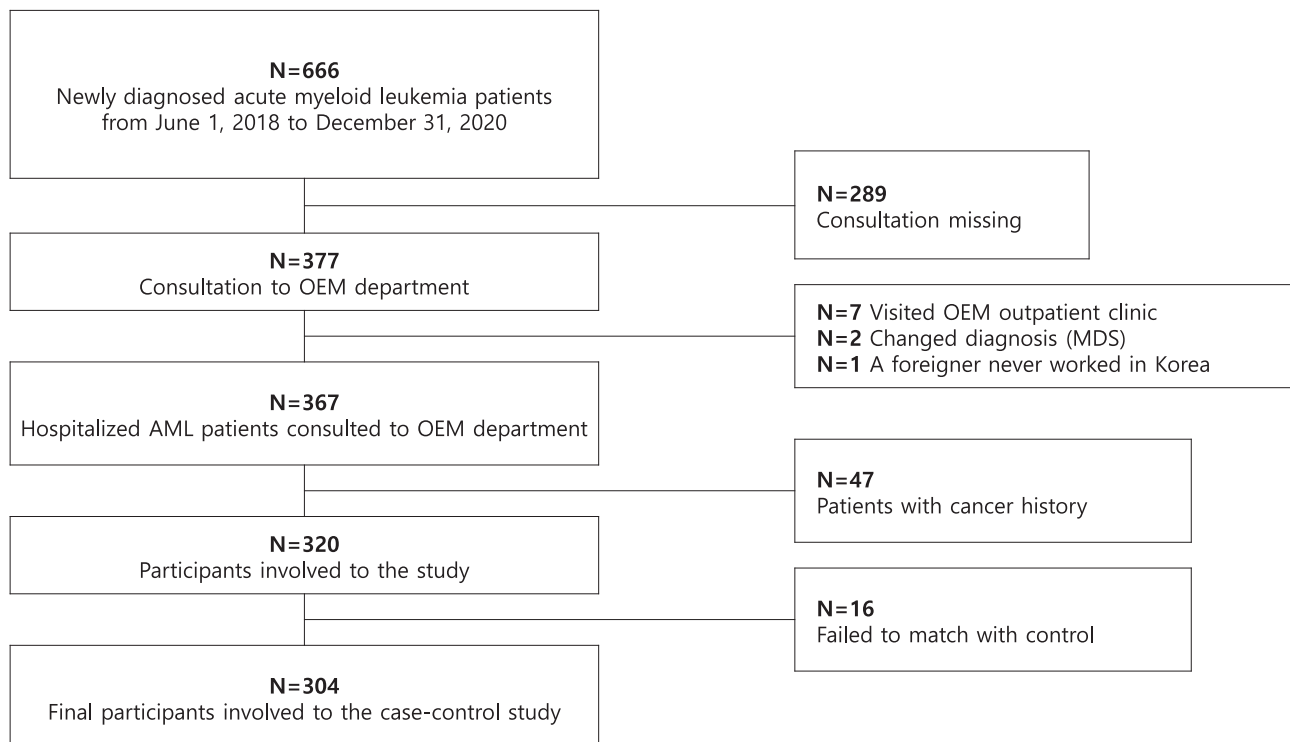 N=666
Newly diagnosed acute myeloid leukemia patients
from June 1, 2018 to December 31, 2020
N=289
Consultation missing
N=377
Consultation to OEM department
N=7 Visited OEM outpatient clinic
N=2 Changed diagnosis (MDS)
N=1 A foreigner never worked in Korea
N=367
Hospitalized AML patients consulted to OEM department
N=47
Patients with cancer history
N=320
Participants involved to the study
N=16
Failed to match with control
N=304
Final participants involved to the case-control study